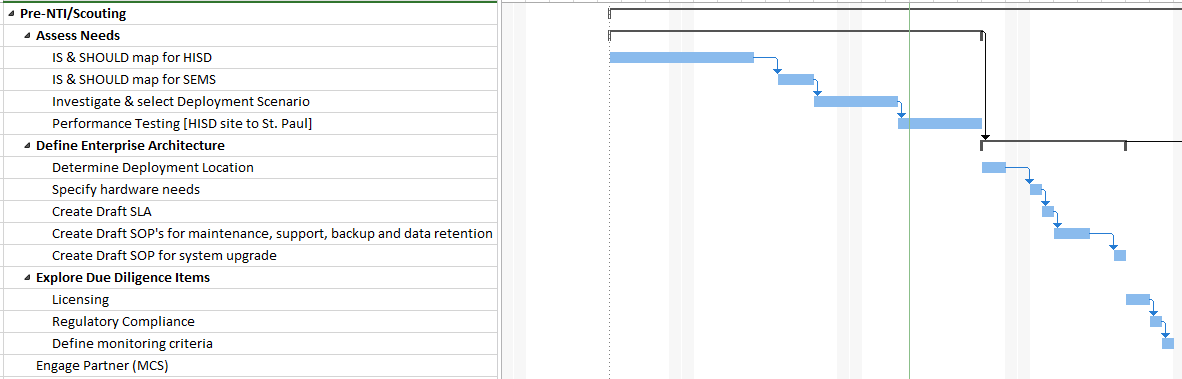 Pre-NTI/Scouting
Assess Needs
IS & SHOULD map for HISD
IS & SHOULD map for SEMS
Investigate & select Deployment Scenario
Performance Testing [HISD site to St. Paul]
Define Enterprise Architecture
Determine Deployment Location
Specify hardware needs
Create Draft SLA
Create Draft SOP's for maintenance, support, backup and data retention
Create Draft SOP for system upgrade
Explore Due Diligence Items
Licensing
Regulatory Compliance
Define monitoring criteria
Engage Partner (MCS)